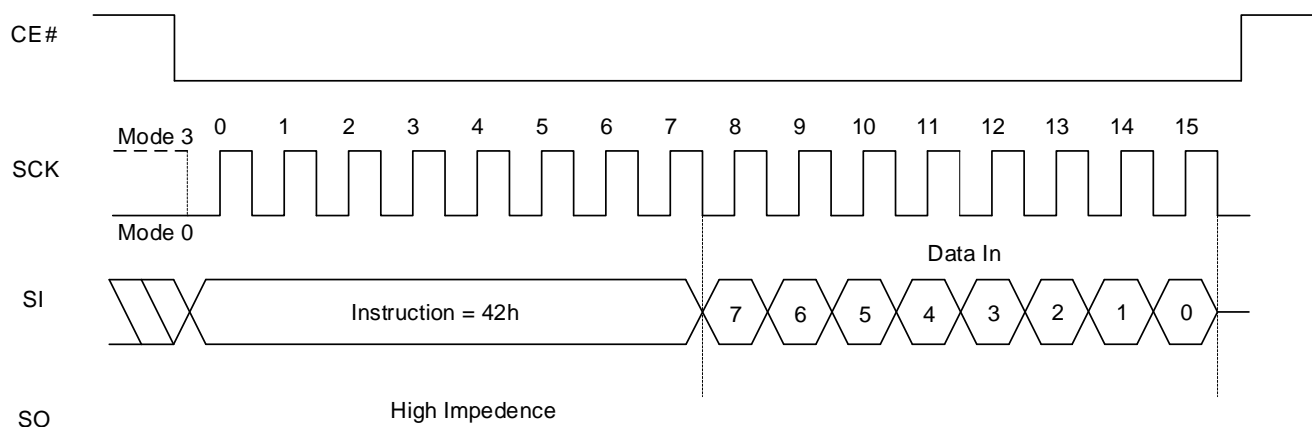 CE#
Mode 3
0 1 2 3 4 5 6 7 8 9 10 11 12 13 14 15
SCK
Mode 0
Data In
SI
Instruction = 42h
7 6 5 4 3 2 1 0
High Impedence
SO